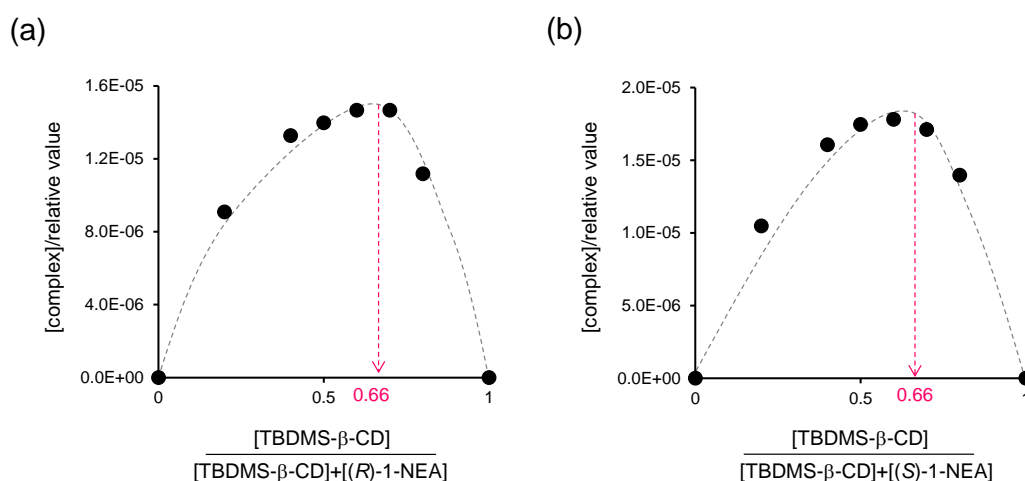 (a)
[complex]/relative value
1.6E-05
1.2E-05
8.0E-06
4.0E-06
0.0E+00
0
0.5
0.66
1
[TBDMS-β-CD]
[TBDMS-β-CD]+[(R)-1-NEA]
(b)
[complex]/relative value
2.0E-05
1.5E-05
1.0E-05
5.0E-06
0.0E+00
0
0.5
0.66
1
[TBDMS-β-CD]
[TBDMS-β-CD]+[(S)-1-NEA]